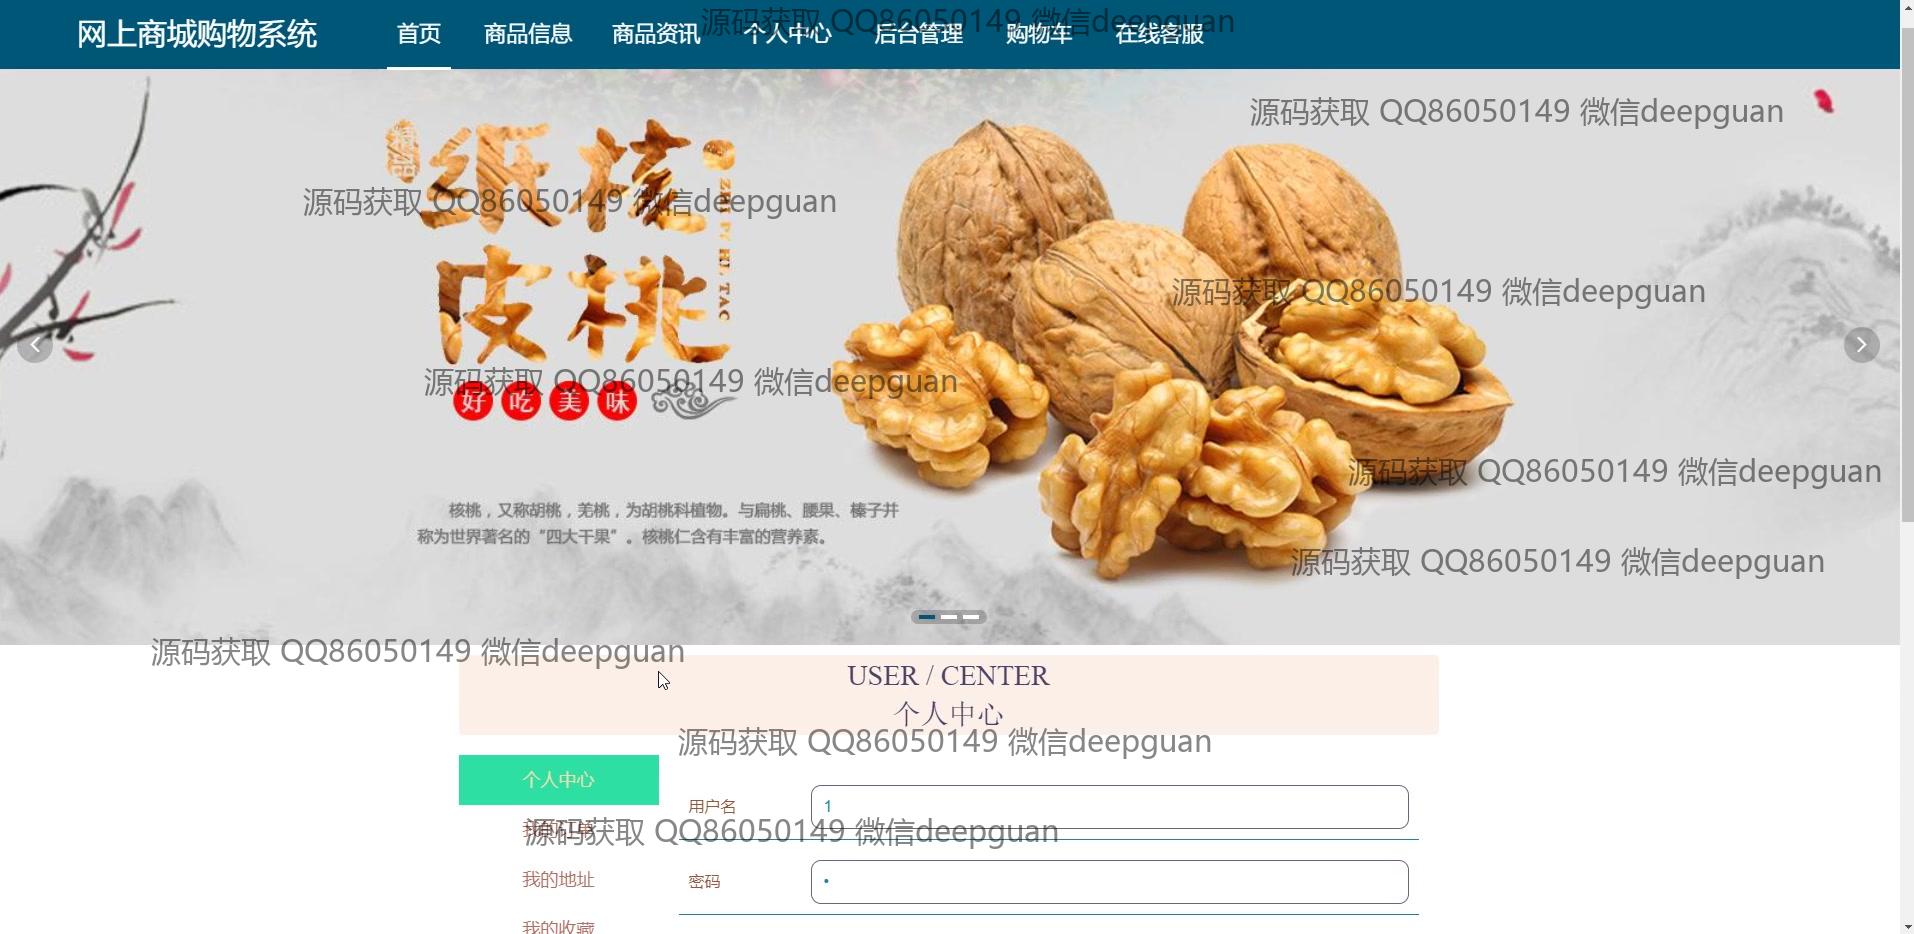 网上商城购物系统 首页 商品信息 商品资讯 个人中心 后台管理 购物车 在线客服
源码获取 QQ86050149 微信deepguan
源码获取 QQ86050149 微信deepguan
精品 纸核
皮桃
ZHI PI HE TAO
源码获取 QQ86050149 微信deepguan
源码获取 QQ86050149 微信deepguan
源码获取 QQ86050149 微信deepguan
好吃美味
源码获取 QQ86050149 微信deepguan
核桃，又称胡桃，羌桃，为胡桃科植物。与扁桃、腰果、榛子并
称为世界著名的“四大干果”。核桃仁含有丰富的营养素。
源码获取 QQ86050149 微信deepguan
源码获取 QQ86050149 微信deepguan
USER / CENTER
个人中心
源码获取 QQ86050149 微信deepguan
个人中心
用户名 1
我的订单
源码获取 QQ86050149 微信deepguan
我的地址
密码 •
我的收藏